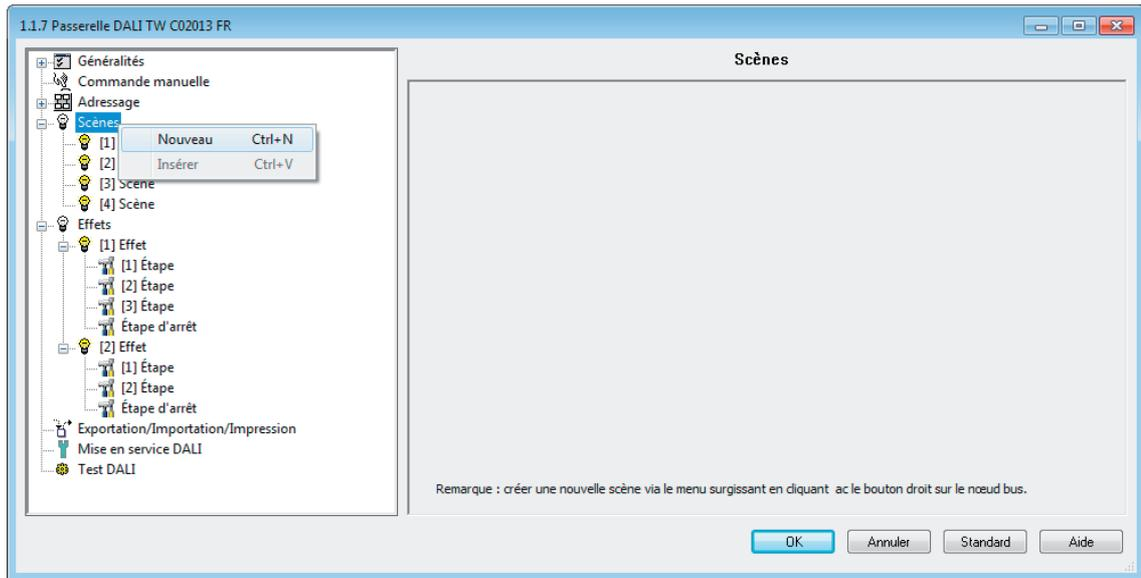 1.1.7 Passerelle DALI TW C02013 FR
Généralités
Commande manuelle
Adressage
Scènes
[1]
[2]
[3] Scène
[4] Scène
Nouveau Ctrl+N
Insérer Ctrl+V
Effets
[1] Effet
[1] Étape
[2] Étape
[3] Étape
Étape d'arrêt
[2] Effet
[1] Étape
[2] Étape
Étape d'arrêt
Exportation/Importation/Impression
Mise en service DALI
Test DALI
Scènes
Remarque : créer une nouvelle scène via le menu surgissant en cliquant ac le bouton droit sur le nœud bus.
OK Annuler Standard Aide